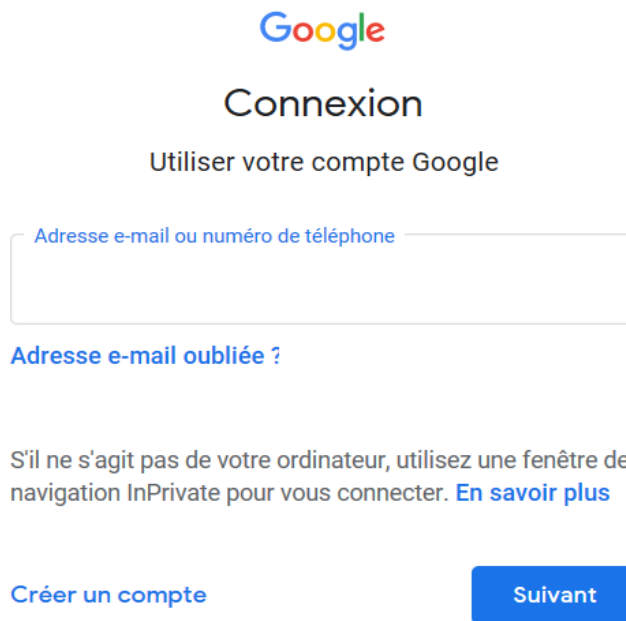 Google
Connexion
Utiliser votre compte Google
Adresse e-mail ou numéro de téléphone
Adresse e-mail oubliée ?
S'il ne s'agit pas de votre ordinateur, utilisez une fenêtre de
navigation InPrivate pour vous connecter. En savoir plus
Créer un compte
Suivant